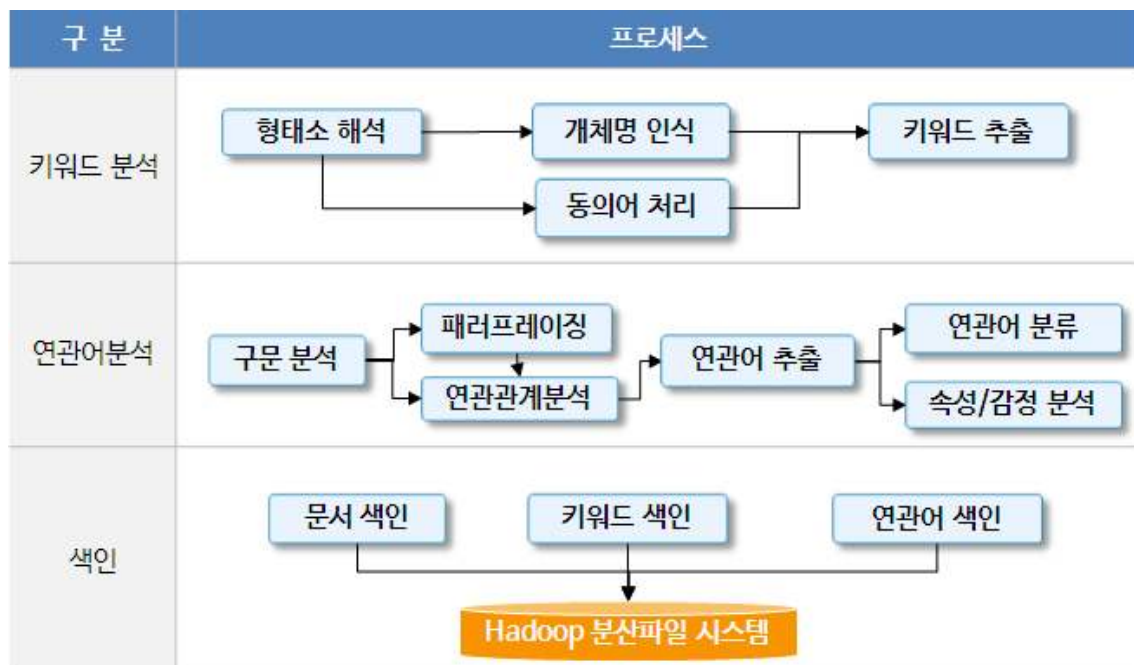 구 분
프로세스
키워드 분석
형태소 해석
개체명 인식
키워드 추출
동의어 처리
연관어분석
구문 분석
패러프레이징
연관관계분석
연관어 추출
연관어 분류
속성/감정 분석
색인
문서 색인
키워드 색인
연관어 색인
Hadoop 분산파일 시스템